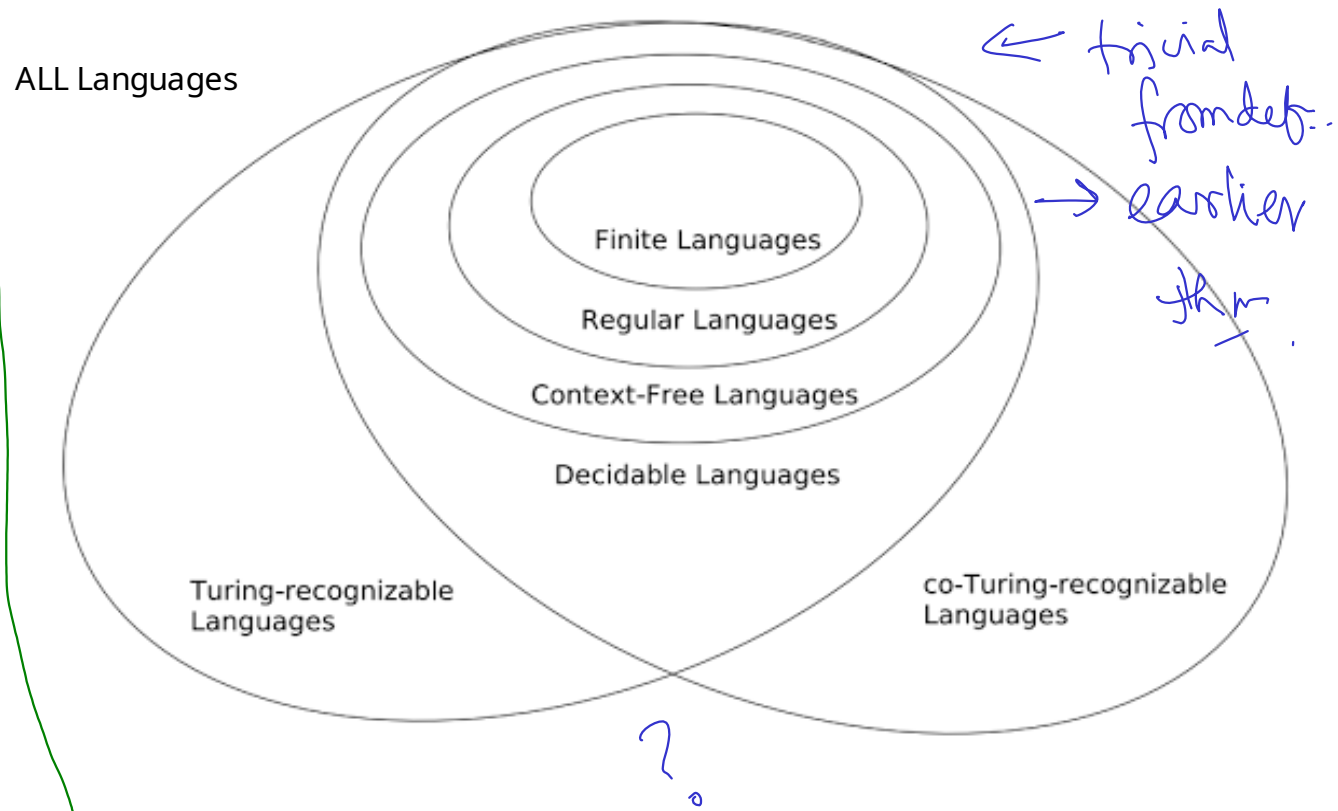 ALL Languages
← trivial
from def..
→ earlier
thm.
Finite Languages
Regular Languages
Context-Free Languages
Decidable Languages
Turing-recognizable
Languages
co-Turing-recognizable
Languages
?